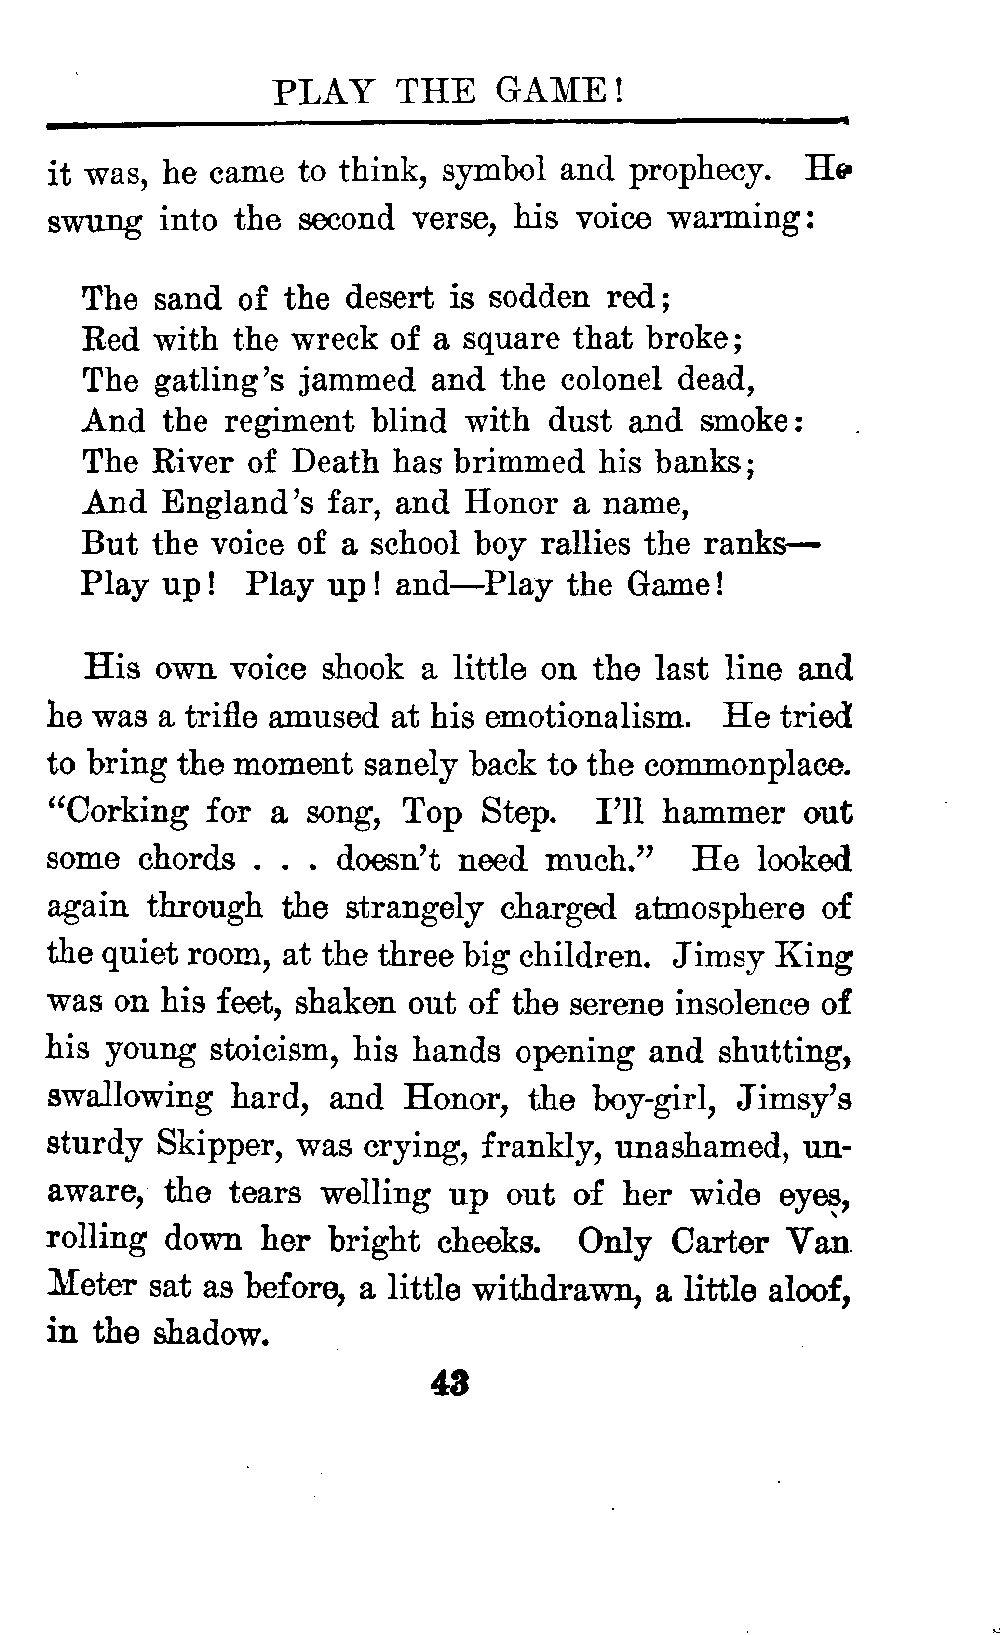 PLAY THE GAME!
it was, he came to think, symbol and prophecy. He
swung into the second verse, his voice warming:
The sand of the desert is sodden red;
Red with the wreck of a square that broke;
The gatling's jammed and the colonel dead,
And the regiment blind with dust and smoke:
The River of Death has brimmed his banks;
And England's far, and Honor a name,
But the voice of a school boy rallies the ranks—
Play up! Play up! and—Play the Game!
His own voice shook a little on the last line and
he was a trifle amused at his emotionalism. He tried
to bring the moment sanely back to the commonplace.
“Corking for a song, Top Step. I’ll hammer out
some chords . . . doesn’t need much.” He looked
again through the strangely charged atmosphere of
the quiet room, at the three big children. Jimsy King
was on his feet, shaken out of the serene insolence of
his young stoicism, his hands opening and shutting,
swallowing hard, and Honor, the boy-girl, Jimsy’s
sturdy Skipper, was crying, frankly, unashamed, un-
aware, the tears welling up out of her wide eyes,
rolling down her bright cheeks. Only Carter Van
Meter sat as before, a little withdrawn, a little aloof,
in the shadow.
43